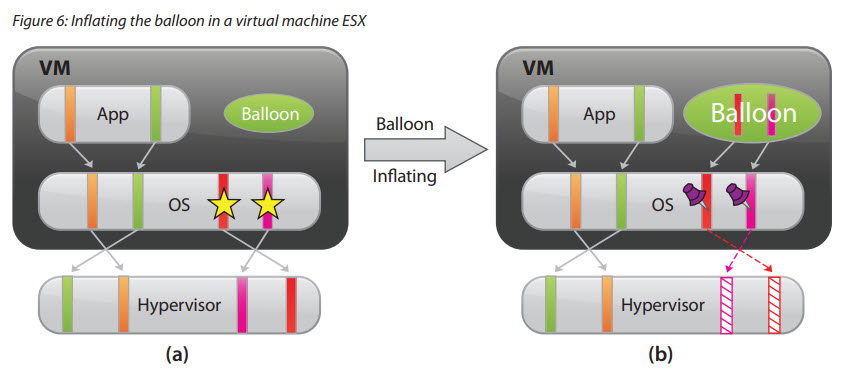 Figure 6: Inflating the balloon in a virtual machine ESX
VM
App
Balloon
OS
Hypervisor
(a)
Balloon
Inflating
VM
App
Balloon
OS
Hypervisor
(b)